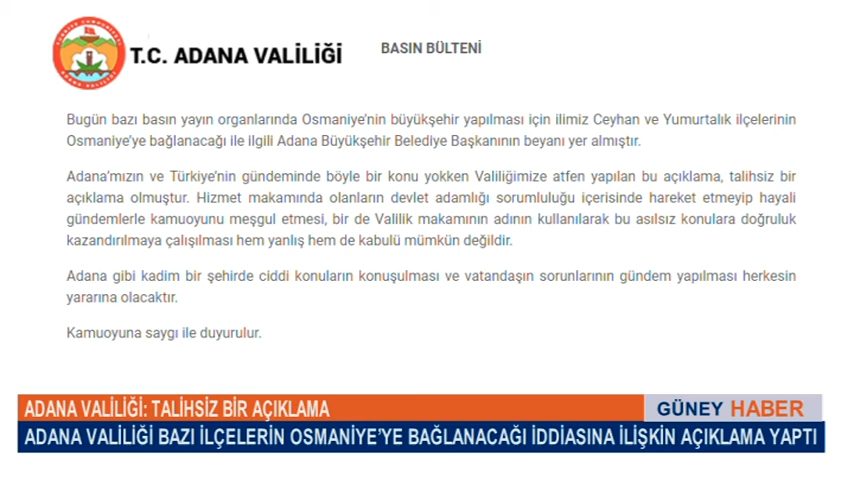 T.C. ADANA VALİLİĞİ
BASIN BÜLTENİ
Bugün bazı basın yayın organlarında Osmaniye'nin büyükşehir yapılması için ilimiz Ceyhan ve Yumurtalık ilçelerinin
Osmaniye'ye bağlanacağı ile ilgili Adana Büyükşehir Belediye Başkanının beyanı yer almıştır.
Adana'mızın ve Türkiye'nin gündeminde böyle bir konu yokken Valiliğimize atfen yapılan bu açıklama, talihsiz bir
açıklama olmuştur. Hizmet makamında olanların devlet adamlığı sorumluluğu içerisinde hareket etmeyip hayali
gündemlerle kamuoyunu meşgul etmesi, bir de Valilik makamının adının kullanılarak bu asılsız konulara doğruluk
kazandırılmaya çalışılması hem yanlış hem de kabulü mümkün değildir.
Adana gibi kadim bir şehirde ciddi konuların konuşulması ve vatandaşın sorunlarının gündem yapılması herkesin
yararına olacaktır.
Kamuoyuna saygı ile duyurulur.
ADANA VALİLİĞİ: TALİHSİZ BİR AÇIKLAMA
GÜNEY HABER
ADANA VALİLİĞİ BAZI İLÇELERİN OSMANİYE'YE BAĞLANACAĞI İDDİASINA İLİŞKİN AÇIKLAMA YAPTI